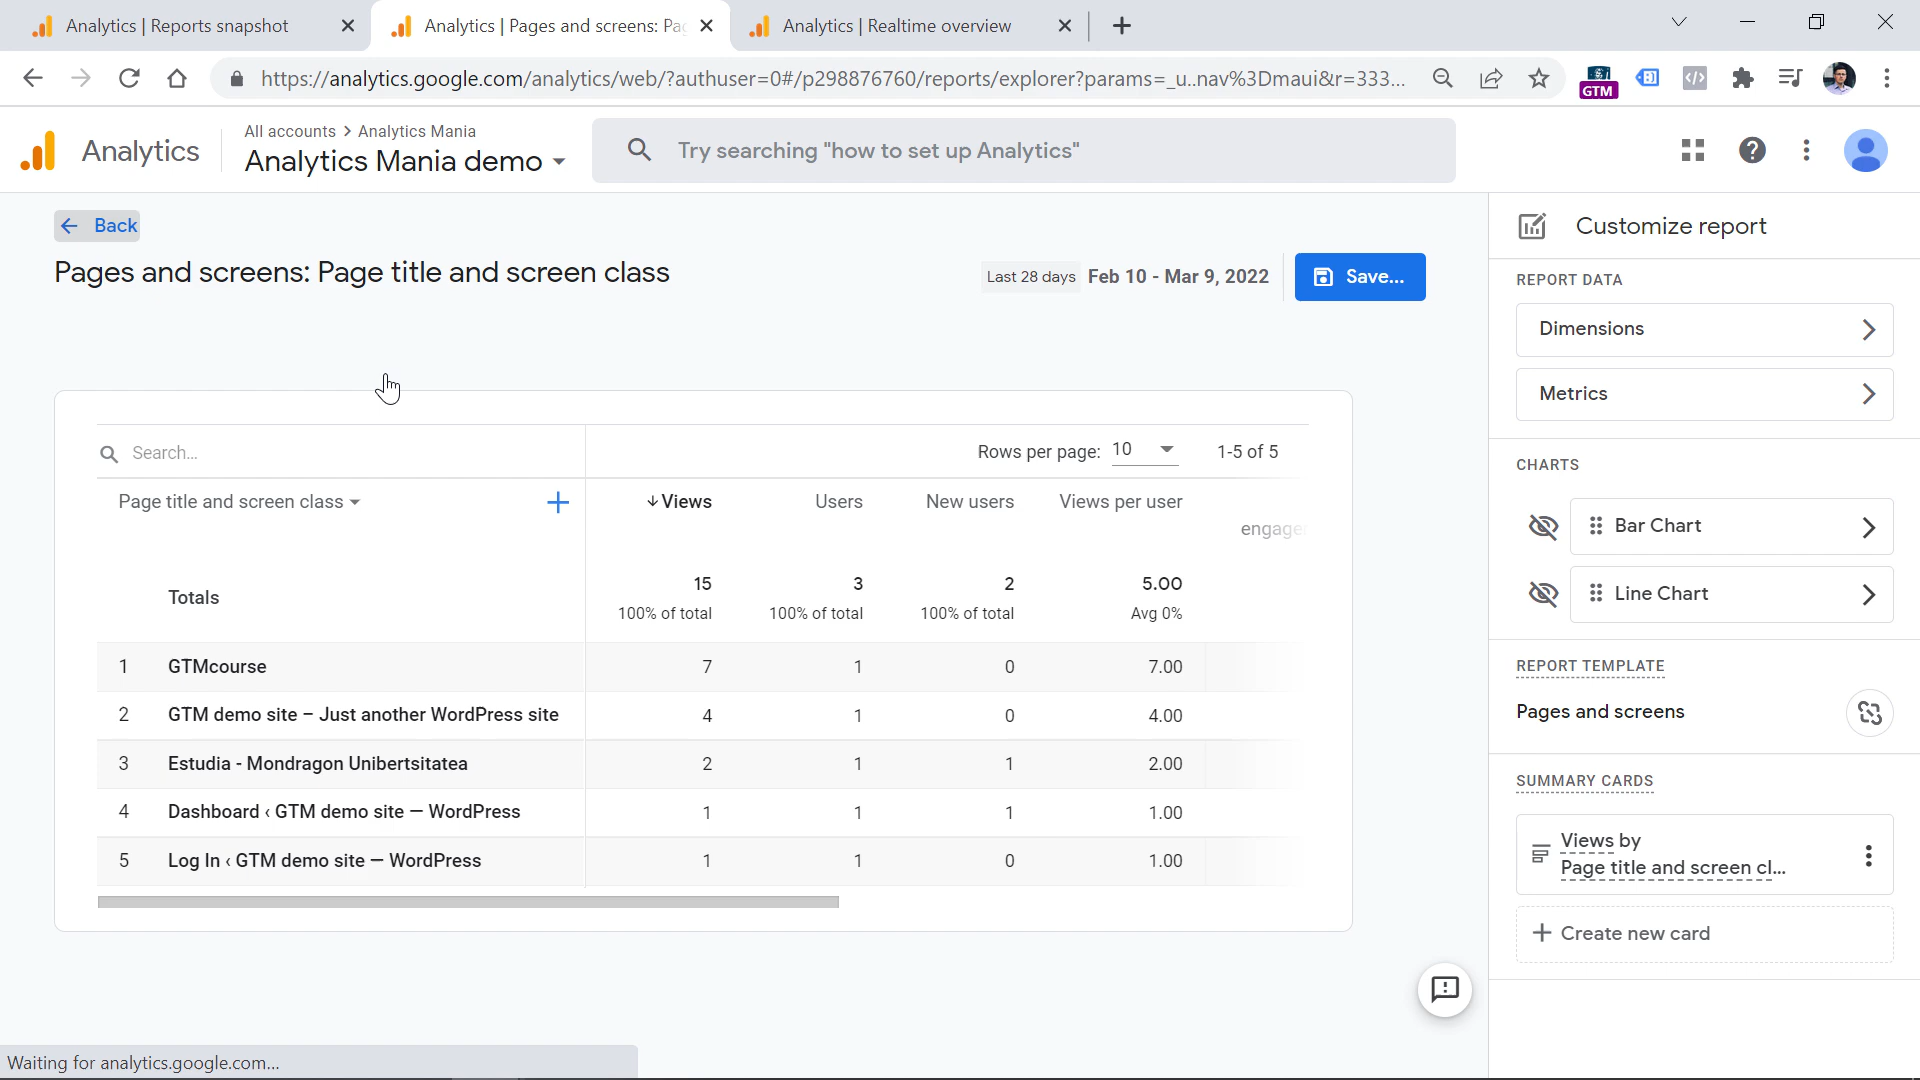 Analytics | Reports snapshot
Analytics | Pages and screens: Pag
Analytics | Realtime overview
https://analytics.google.com/analytics/web/?authuser=0#/p298876760/reports/explorer?params=_u..nav%3Dmaui&r=333...
GTM
Analytics
All accounts > Analytics Mania
Analytics Mania demo
Try searching "how to set up Analytics"
Back
Pages and screens: Page title and screen class
Last 28 days Feb 10 - Mar 9, 2022
Save...
Search...
Rows per page: 10 1-5 of 5
Page title and screen class + ↓ Views Users New users Views per user
engage
Totals 15 3 2 5.00
100% of total 100% of total 100% of total Avg 0%
1 GTMcourse 7 1 0 7.00
2 GTM demo site – Just another WordPress site 4 1 0 4.00
3 Estudia - Mondragon Unibertsitatea 2 1 1 2.00
4 Dashboard ‹ GTM demo site — WordPress 1 1 1 1.00
5 Log In ‹ GTM demo site — WordPress 1 1 0 1.00
Waiting for analytics.google.com...
Customize report
REPORT DATA
Dimensions
Metrics
CHARTS
Bar Chart
Line Chart
REPORT TEMPLATE
Pages and screens
SUMMARY CARDS
Views by
Page title and screen cl...
+ Create new card